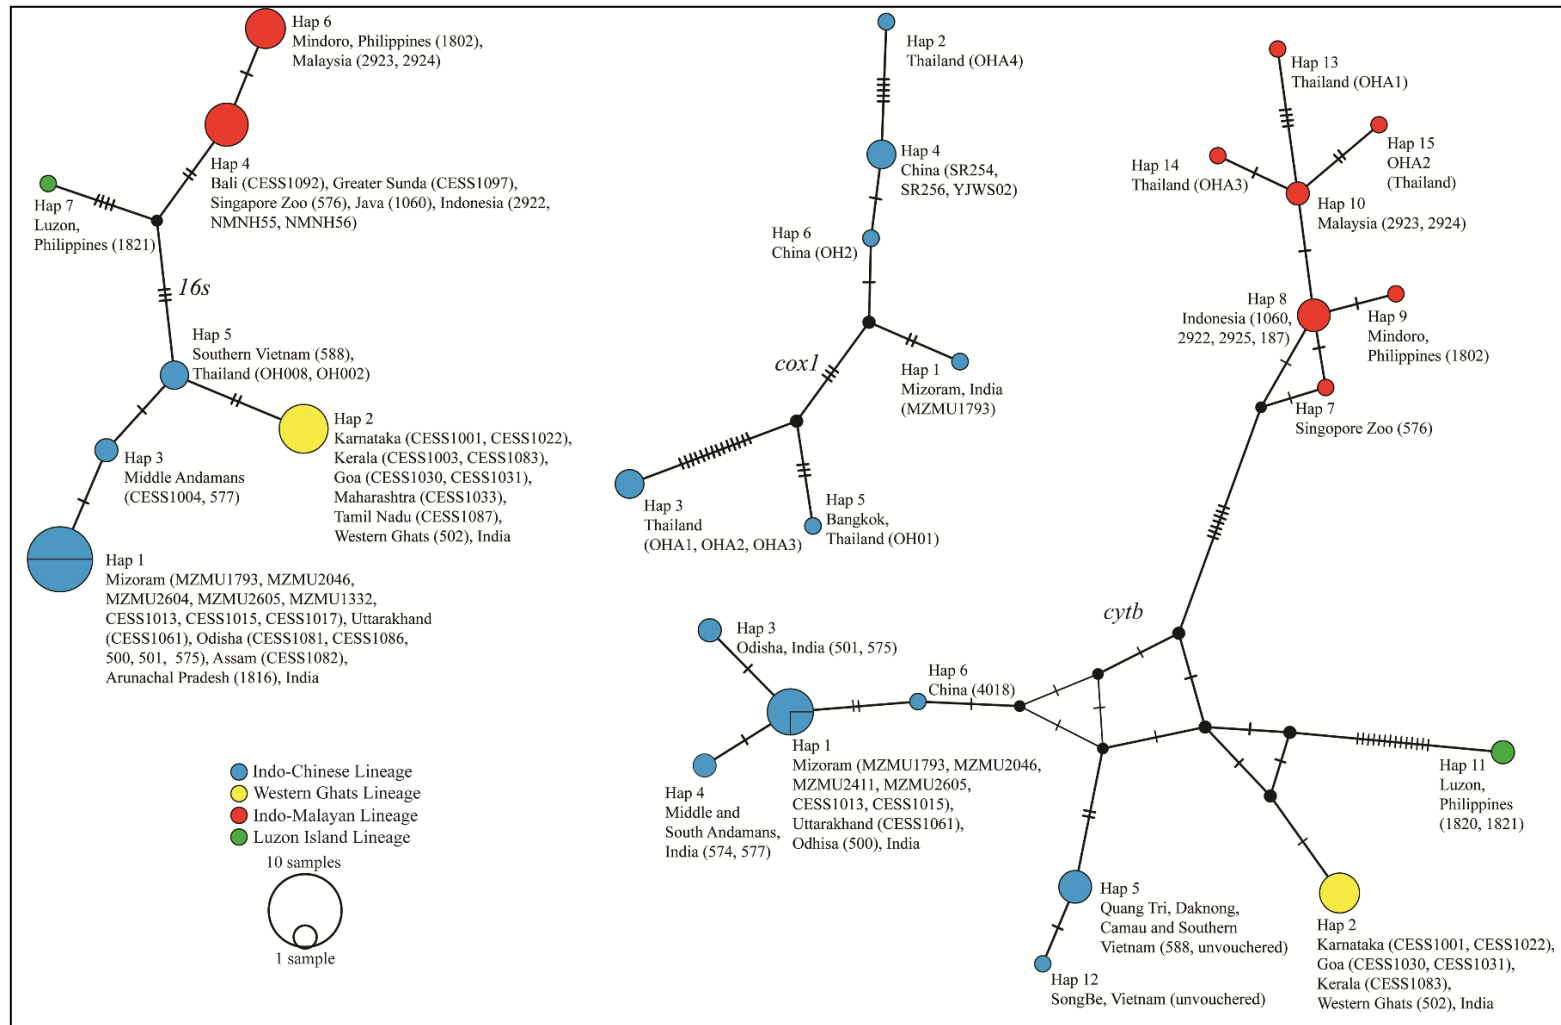 Hap 6
Mindoro, Philippines (1802),
Malaysia (2923, 2924)
Hap 4
Bali (CESS1092), Greater Sunda (CESS1097),
Singapore Zoo (576), Java (1060), Indonesia (2922,
NMNH55, NMNH56)
Hap 7
Luzon,
Philippines (1821)
16s
Hap 5
Southern Vietnam (588),
Thailand (OH008, OH002)
Hap 2
Karnataka (CESS1001, CESS1022),
Kerala (CESS1003, CESS1083),
Goa (CESS1030, CESS1031),
Maharashtra (CESS1033),
Tamil Nadu (CESS1087),
Western Ghats (502), India
Hap 3
Middle Andamans
(CESS1004, 577)
Hap 1
Mizoram (MZMU1793, MZMU2046,
MZMU2604, MZMU2605, MZMU1332,
CESS1013, CESS1015, CESS1017), Uttarakhand
(CESS1061), Odisha (CESS1081, CESS1086,
500, 501, 575), Assam (CESS1082),
Arunachal Pradesh (1816), India
Indo-Chinese Lineage
Western Ghats Lineage
Indo-Malayan Lineage
Luzon Island Lineage
10 samples
1 sample
Hap 2
Thailand (OHA4)
Hap 4
China (SR254,
SR256, YJWS02)
Hap 6
China (OH2)
Hap 1
Mizoram, India
(MZMU1793)
cox1
Hap 3
Thailand
(OHA1, OHA2, OHA3)
Hap 5
Bangkok,
Thailand (OH01)
Hap 13
Thailand (OHA1)
Hap 15
OHA2
(Thailand)
Hap 14
Thailand (OHA3)
Hap 10
Malaysia (2923, 2924)
Hap 8
Indonesia (1060,
2922, 2925, 187)
Hap 9
Mindoro,
Philippines (1802)
Hap 7
Singopore Zoo (576)
cytb
Hap 3
Odisha, India (501, 575)
Hap 6
China (4018)
Hap 1
Mizoram (MZMU1793, MZMU2046,
MZMU2411, MZMU2605,
CESS1013, CESS1015),
Uttarakhand (CESS1061),
Odhisa (500), India
Hap 4
Middle and
South Andamans,
India (574, 577)
Hap 11
Luzon,
Philippines
(1820, 1821)
Hap 5
Quang Tri, Daknong,
Camau and Southern
Vietnam (588, unvouchered)
Hap 12
SongBe, Vietnam (unvouchered)
Hap 2
Karnataka (CESS1001, CESS1022),
Goa (CESS1030, CESS1031),
Kerala (CESS1083),
Western Ghats (502), India